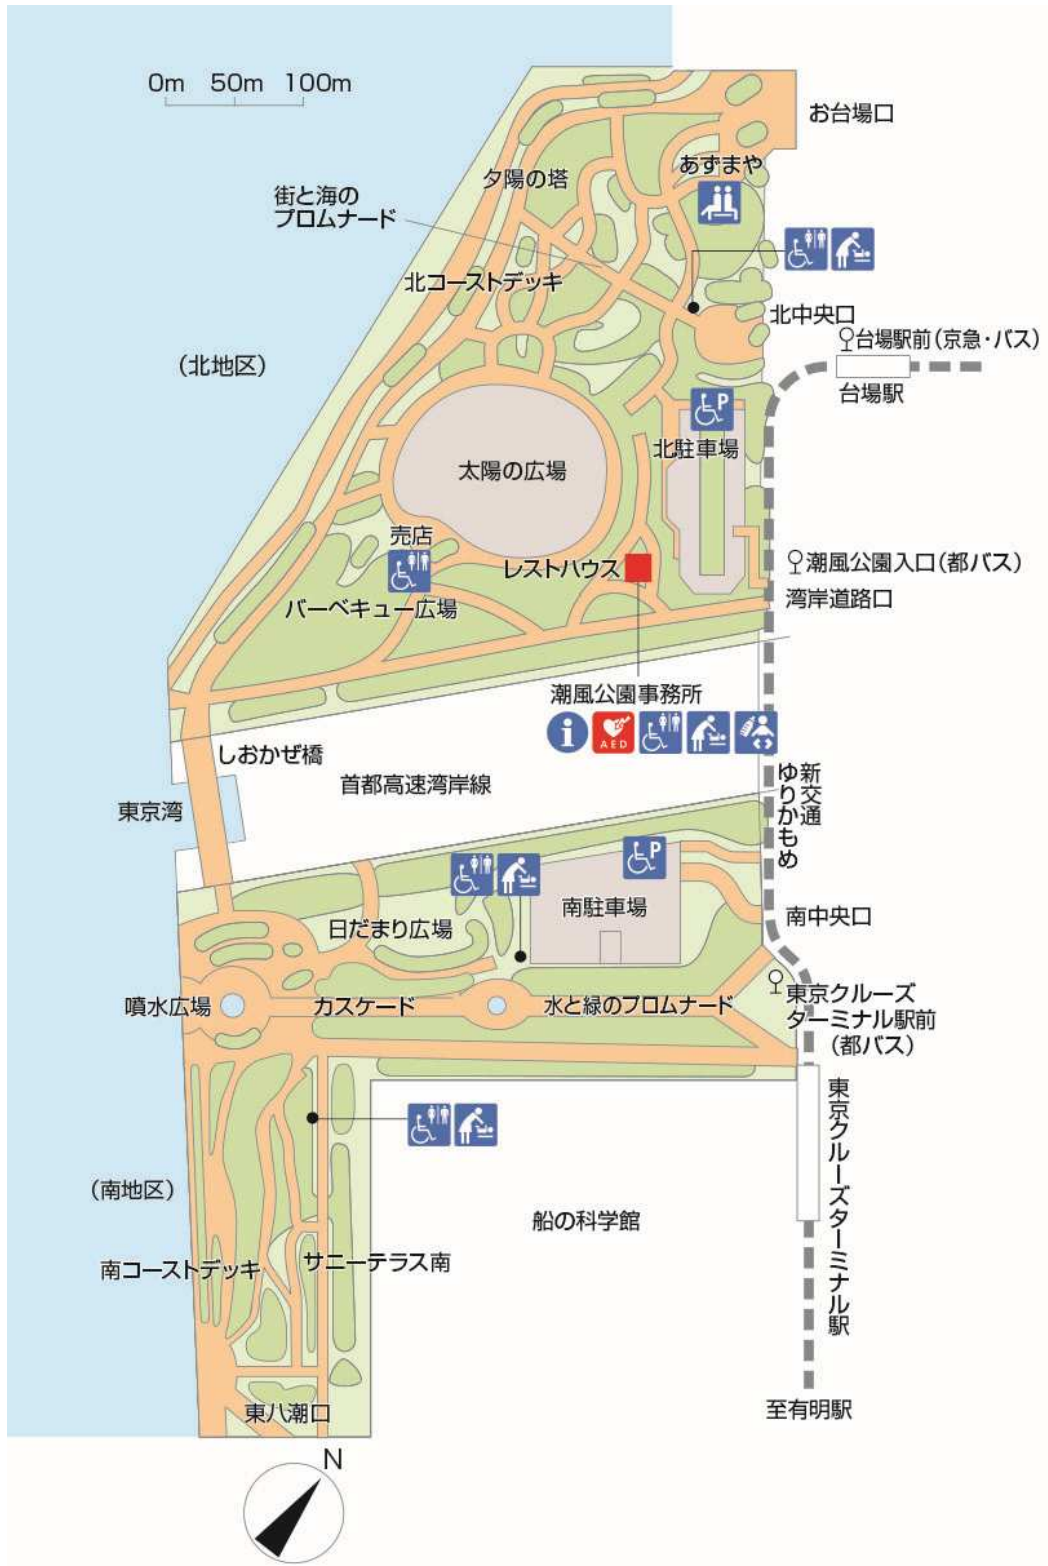 0m 50m 100m
お台場口
あずまや
夕陽の塔
街と海の
プロムナード
北コーストデッキ
北中央口
台場駅前（京急・バス）
台場駅
（北地区）
P
北駐車場
太陽の広場
売店
レストハウス
バーベキュー広場
潮風公園入口（都バス）
湾岸道路口
潮風公園事務所
i
AED
しおかぜ橋
首都高速湾岸線
東京湾
新交通
ゆりかもめ
P
南駐車場
南中央口
日だまり広場
噴水広場
カスケード
水と緑のプロムナード
東京クルーズ
ターミナル駅前
（都バス）
東京クルーズターミナル駅
（南地区）
船の科学館
南コーストデッキ
サニーテラス南
東八潮口
至有明駅
N